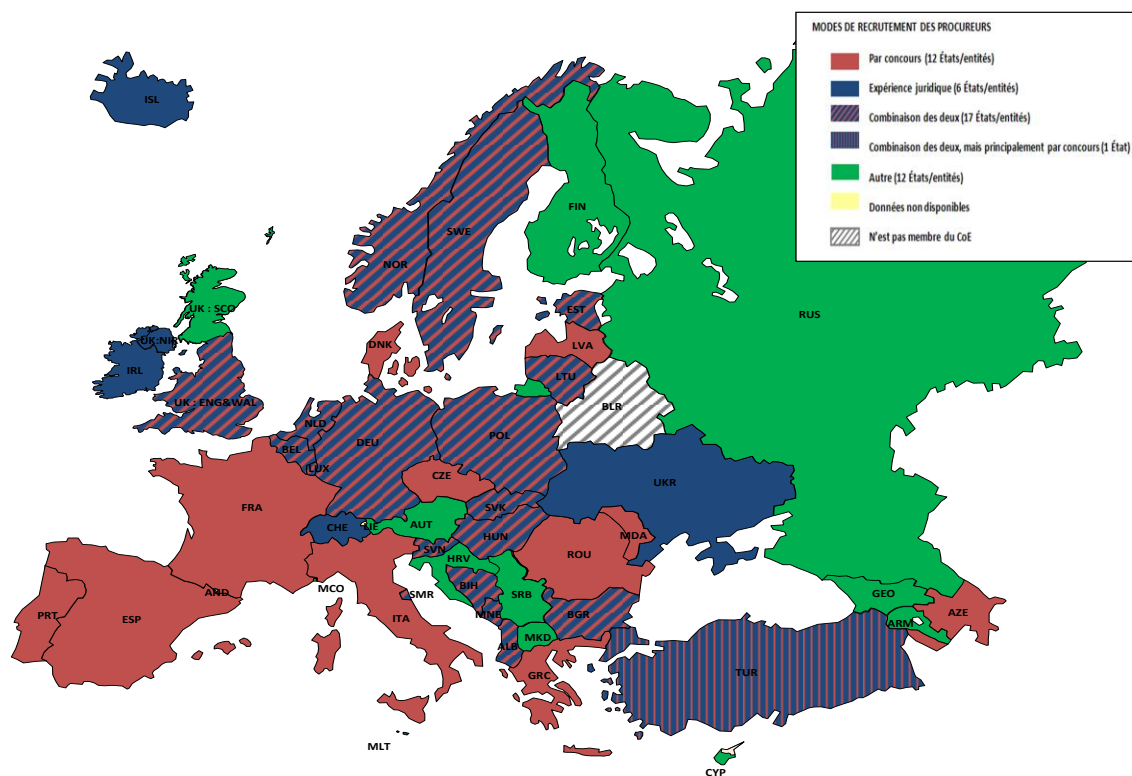 MODES DE RECRUTEMENT DES PROCUREURS
Par concours (12 États/entités)
Expérience juridique (6 États/entités)
Combinaison des deux (17 États/entités)
Combinaison des deux, mais principalement par concours (1 État)
Autre (12 États/entités)
Données non disponibles
N'est pas membre du CoE
ISL
FIN
SWE
NOR
UK : SCO
RUS
EST
UK:NIR
DNK
LVA
IRL
LTU
UK : ENG&WAL
BLR
NLD
DEU
POL
BEL
LUX
CZE
UKR
FRA
SVK
CHE
LIE
AUT
HUN
MDA
SVN
ROU
HRV
AND
MCO
BIH
SMR
SRB
GEO
PRT
ESP
ITA
MNE
BGR
AZE
ARM
MKD
ALB
GRC
TUR
MLT
CYP